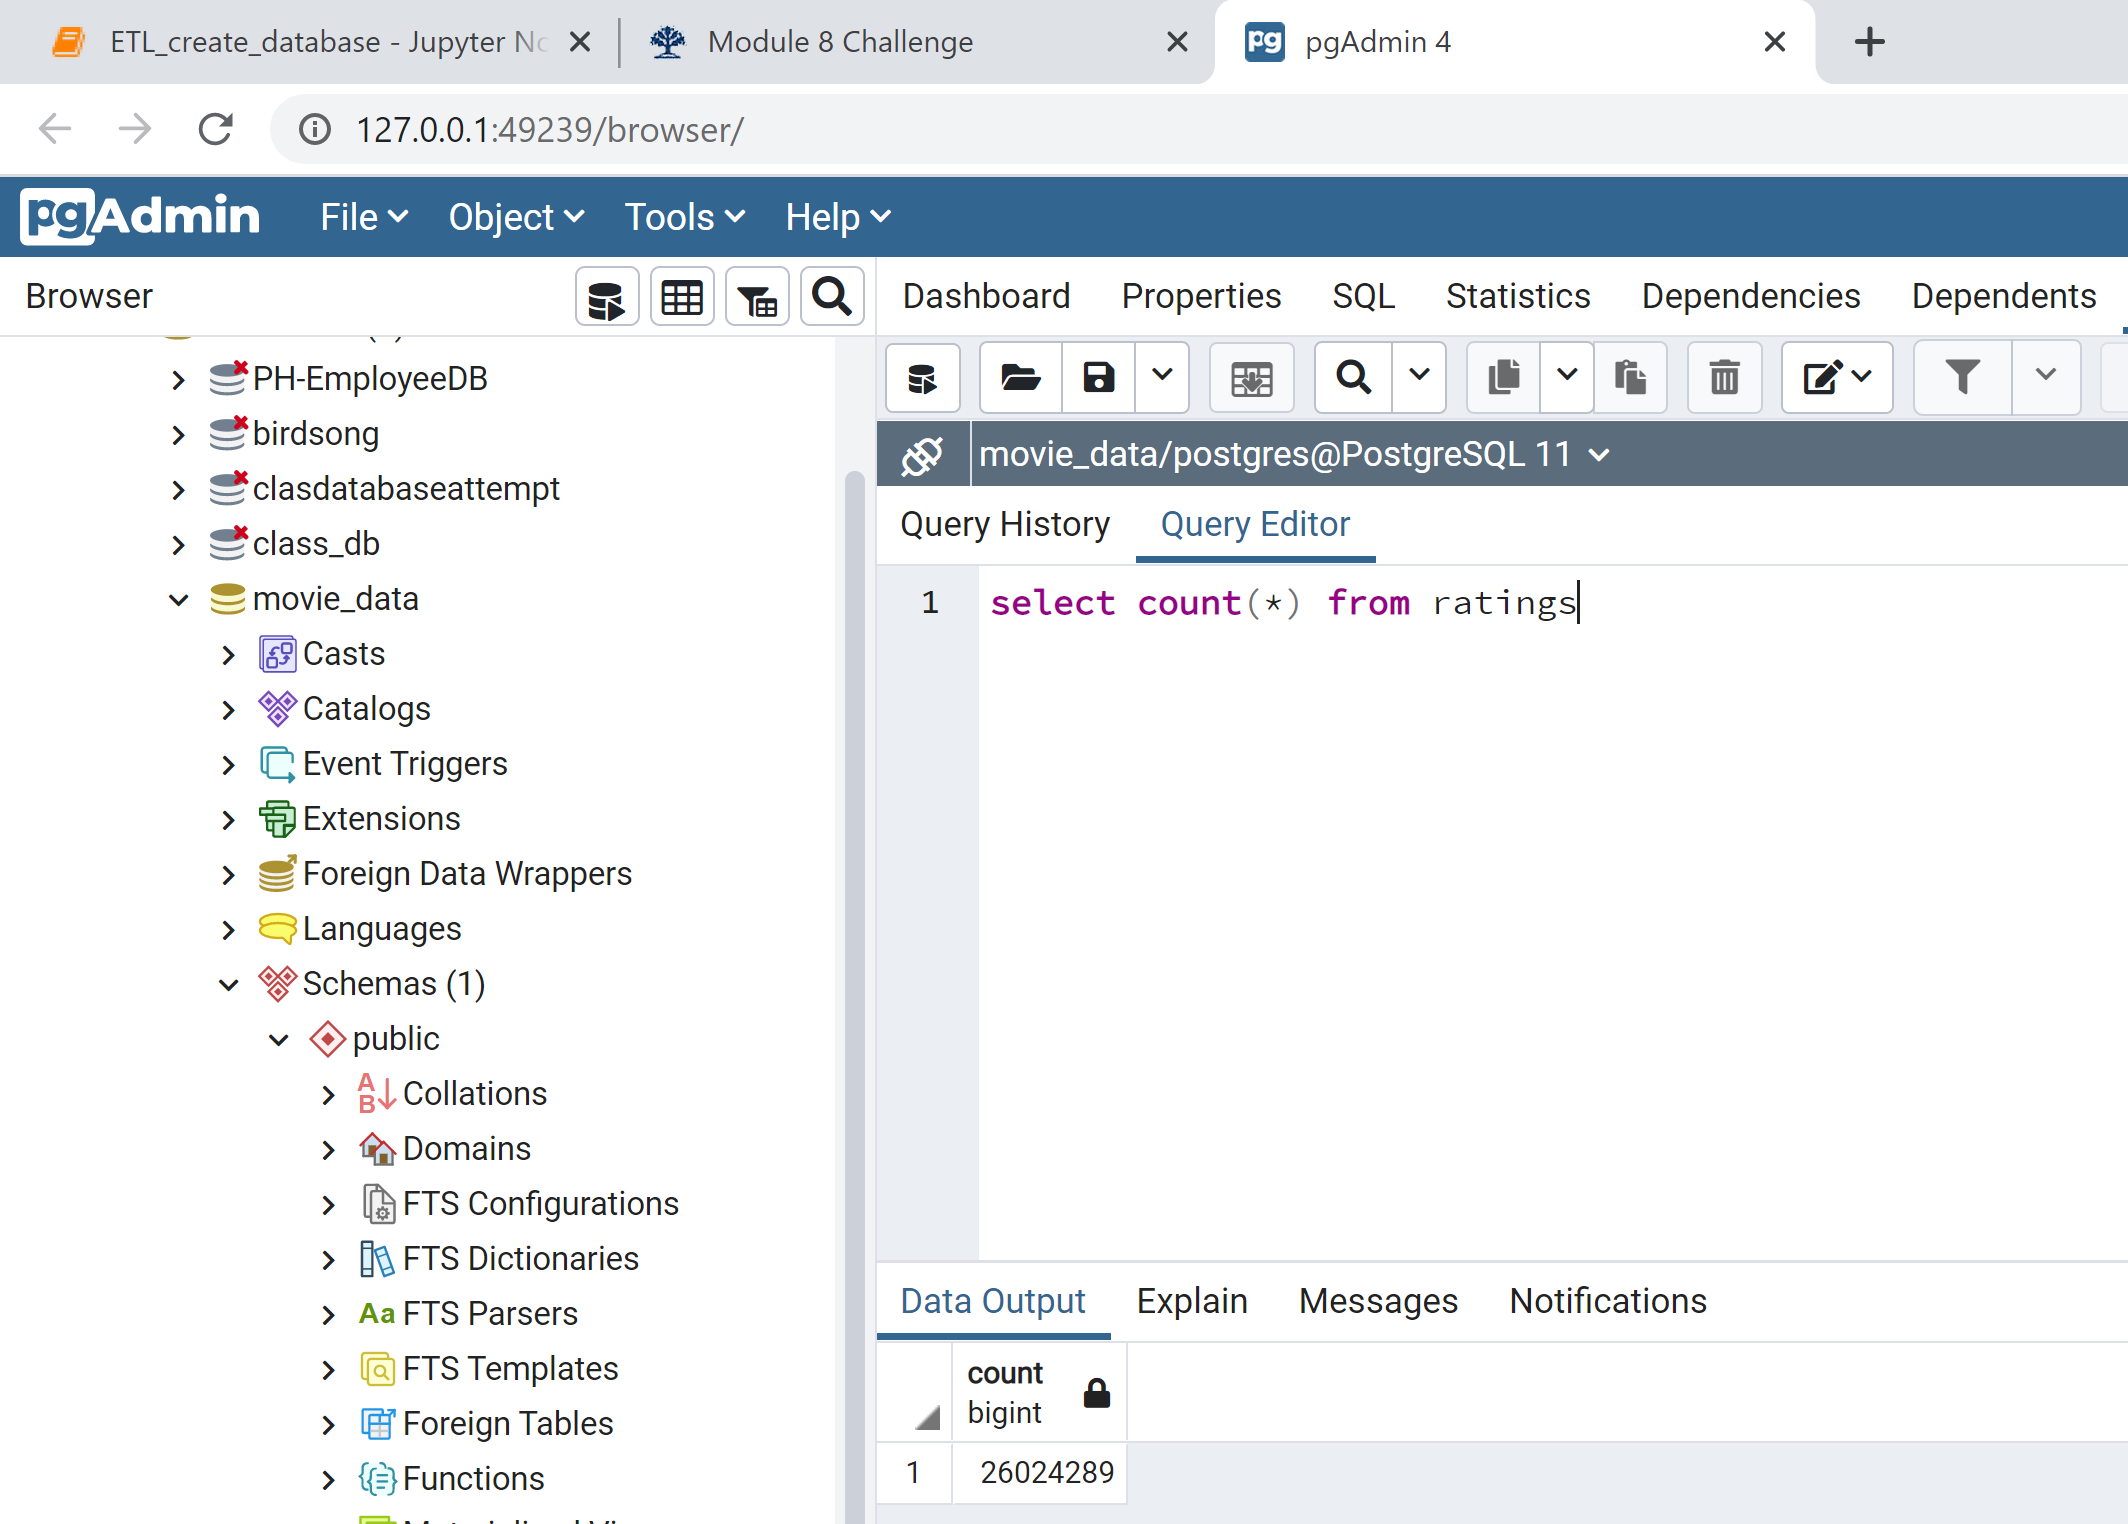 ETL_create_database - Jupyter No
Module 8 Challenge
pgAdmin 4
127.0.0.1:49239/browser/
pgAdmin
File
Object
Tools
Help
Browser
Dashboard
Properties
SQL
Statistics
Dependencies
Dependents
PH-EmployeeDB
birdsong
clasdatabaseattempt
class_db
movie_data
Casts
Catalogs
Event Triggers
Extensions
Foreign Data Wrappers
Languages
Schemas (1)
public
Collations
Domains
FTS Configurations
FTS Dictionaries
Aa FTS Parsers
FTS Templates
Foreign Tables
Functions
movie_data/postgres@PostgreSQL 11
Query History
Query Editor
1 select count(*) from ratings
Data Output
Explain
Messages
Notifications
count
bigint
1 26024289